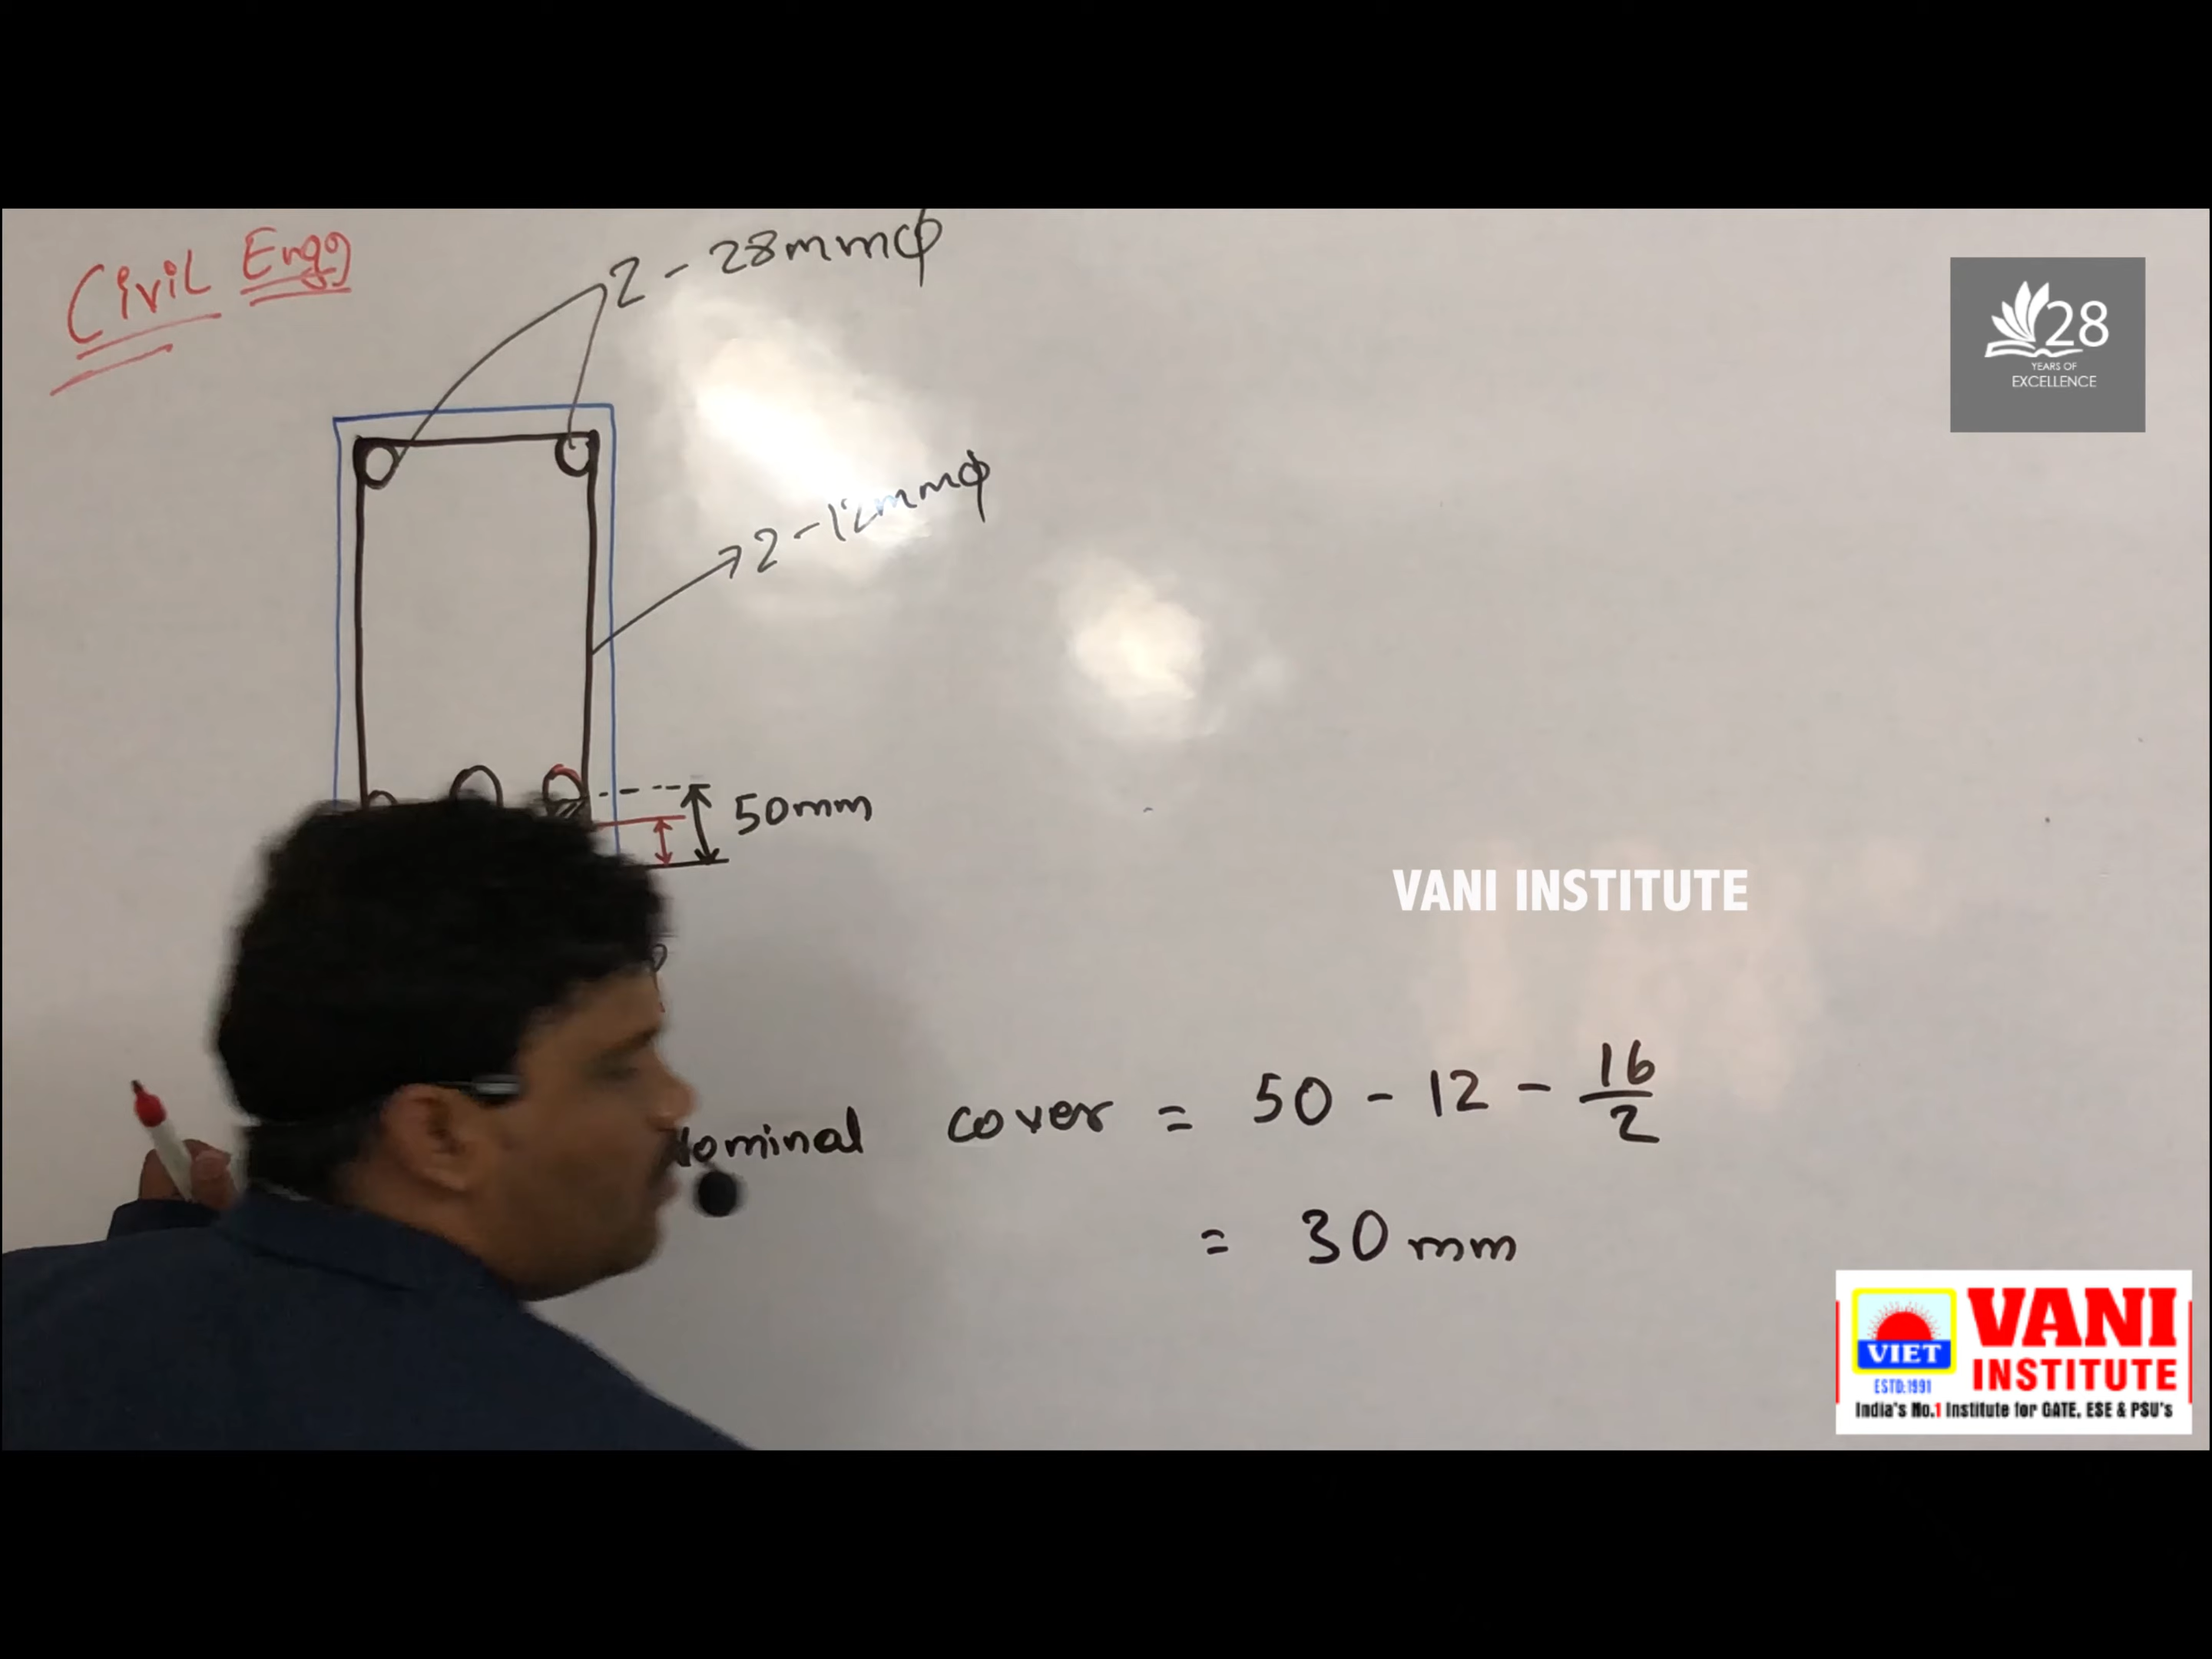 Civil Engg
2 - 28mmϕ
28
YEARS OF
EXCELLENCE
2 - 12mmϕ
50mm
VANI INSTITUTE
Nominal cover = 50 - 12 - 16/2
= 30 mm
VIET
ESTD:1991
VANI
INSTITUTE
India's No.1 Institute for GATE, ESE & PSU's